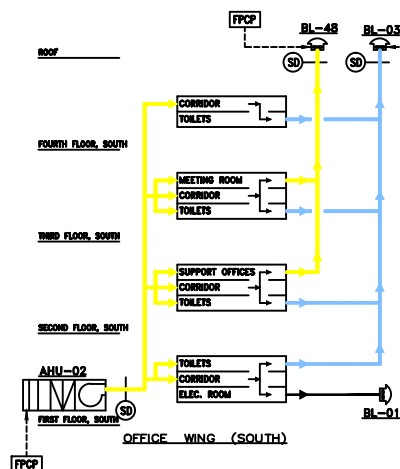 FPCP
BL-48
BL-03
ROOF
SD
SD
CORRIDOR
TOILETS
FOURTH FLOOR, SOUTH
MEETING ROOM
CORRIDOR
TOILETS
THIRD FLOOR, SOUTH
SUPPORT OFFICES
CORRIDOR
TOILETS
SECOND FLOOR, SOUTH
TOILETS
CORRIDOR
ELEC. ROOM
AHU-02
SD
BL-01
FIRST FLOOR, SOUTH
OFFICE WING (SOUTH)
FPCP